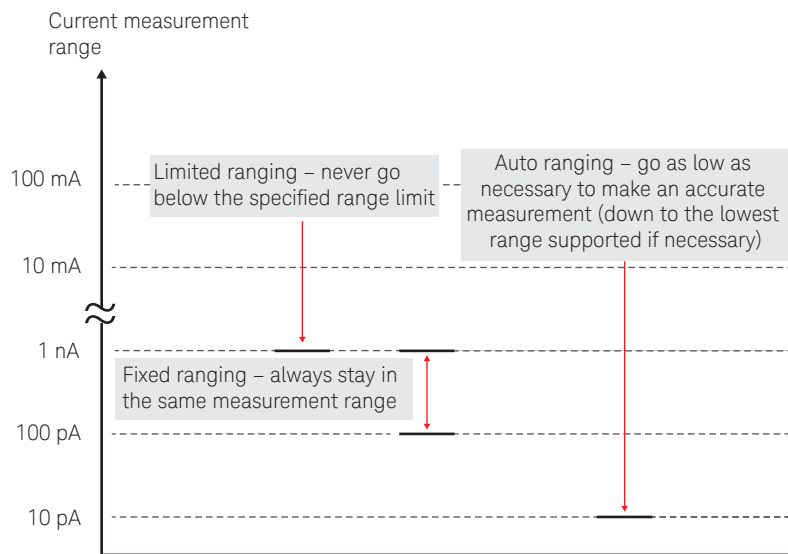 Current measurement
range
100 mA
Limited ranging – never go
below the specified range limit
Auto ranging – go as low as
necessary to make an accurate
measurement (down to the lowest
range supported if necessary)
10 mA
1 nA
Fixed ranging – always stay in
the same measurement range
100 pA
10 pA